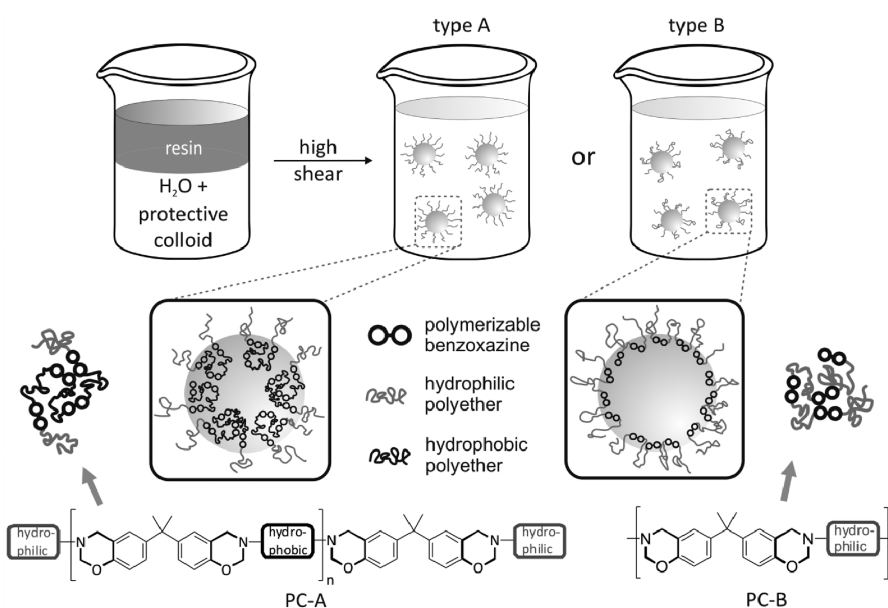 type A
type B
resin
H₂O +
protective
colloid
high
shear
or
polymerizable
benzoxazine
hydrophilic
polyether
hydrophobic
polyether
hydro-
philic
N
O
O
N
hydro-
phobic
n
N
O
O
N
hydro-
philic
PC-A
N
O
O
N
hydro-
philic
PC-B